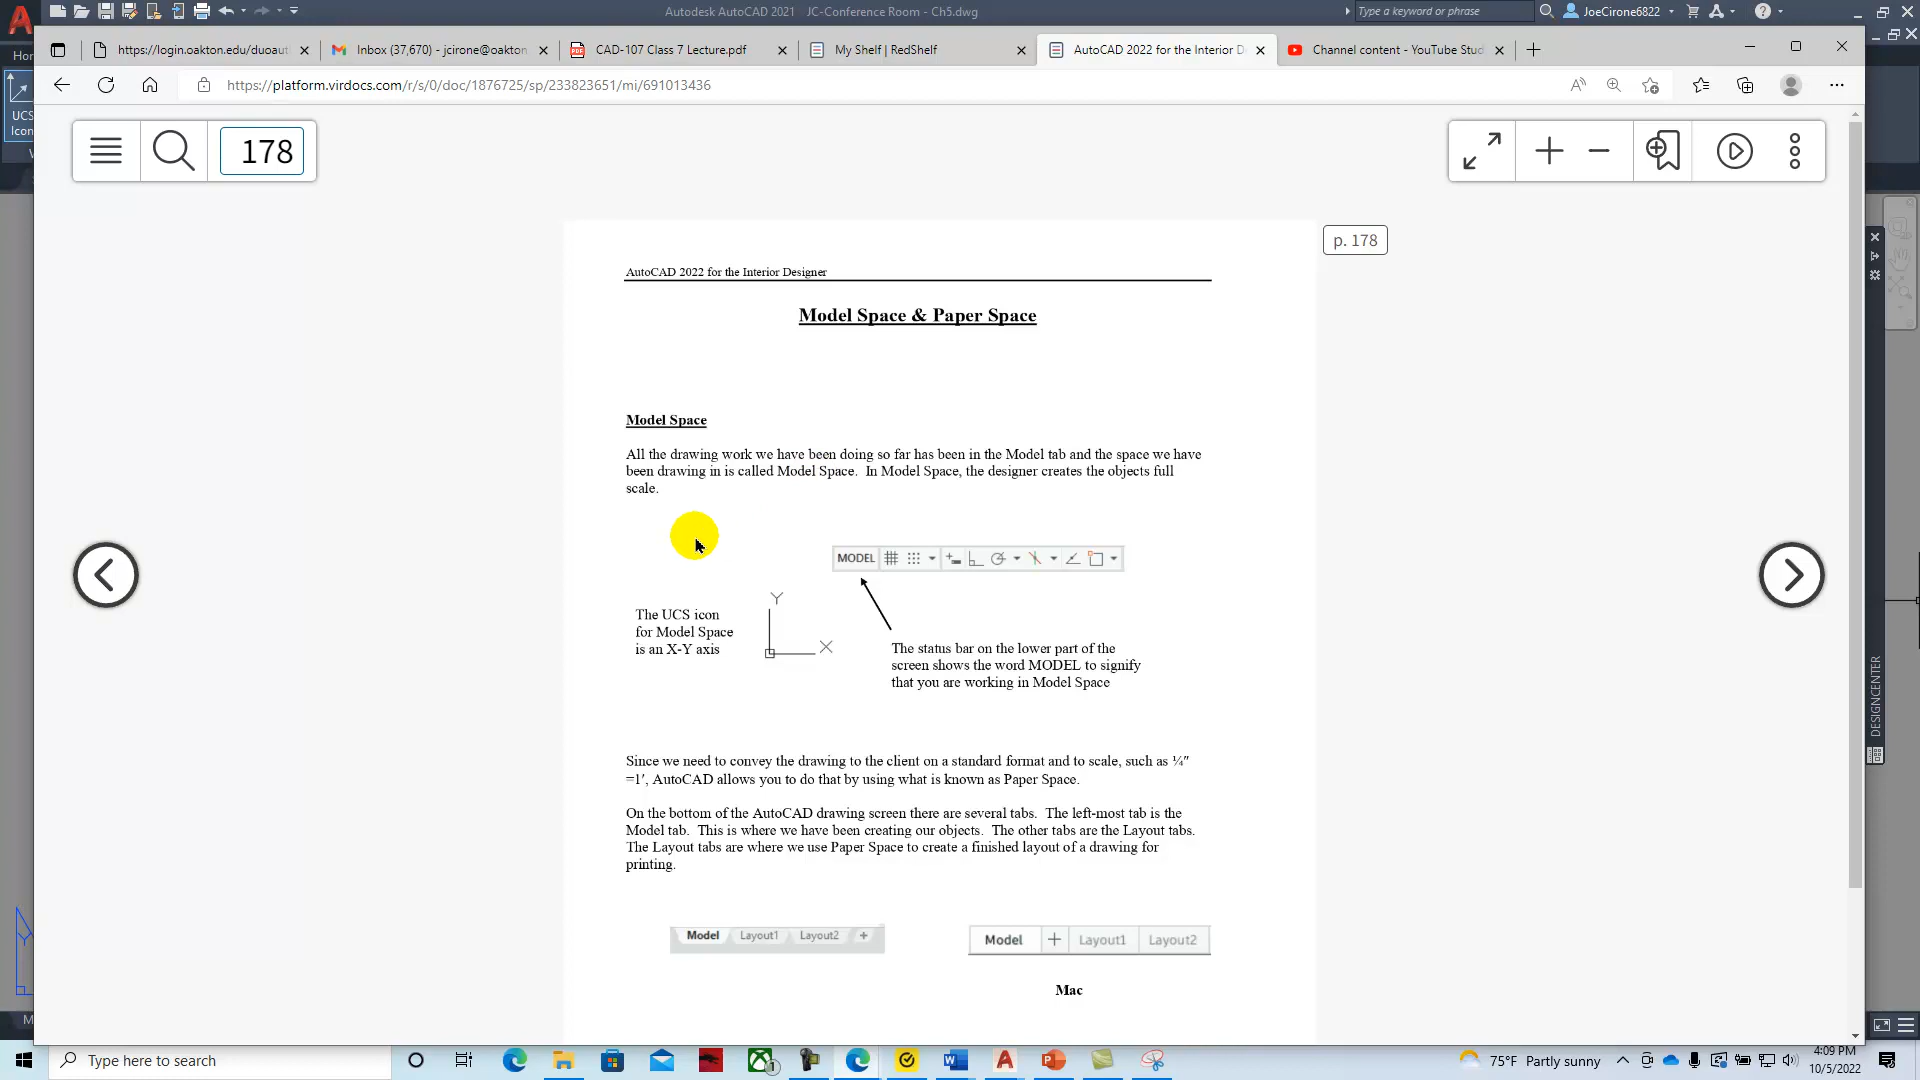 Autodesk AutoCAD 2021 JC-Conference Room - Ch5.dwg
Type a keyword or phrase
JoeCirone6822
Hor
UCS
Icon
https://login.oakton.edu/duoaut
Inbox (37,670) - jcirone@oakton
CAD-107 Class 7 Lecture.pdf
My Shelf | RedShelf
AutoCAD 2022 for the Interior D
Channel content - YouTube Stud
https://platform.virdocs.com/r/s/0/doc/1876725/sp/233823651/mi/691013436
178
p. 178
AutoCAD 2022 for the Interior Designer
Model Space & Paper Space
Model Space
All the drawing work we have been doing so far has been in the Model tab and the space we have
been drawing in is called Model Space. In Model Space, the designer creates the objects full
scale.
MODEL
Y
X
The UCS icon
for Model Space
is an X-Y axis
The status bar on the lower part of the
screen shows the word MODEL to signify
that you are working in Model Space
Since we need to convey the drawing to the client on a standard format and to scale, such as ¼″
=1′, AutoCAD allows you to do that by using what is known as Paper Space.
On the bottom of the AutoCAD drawing screen there are several tabs. The left-most tab is the
Model tab. This is where we have been creating our objects. The other tabs are the Layout tabs.
The Layout tabs are where we use Paper Space to create a finished layout of a drawing for
printing.
Model Layout1 Layout2 +
Model + Layout1 Layout2
Mac
DESIGNCENTER
M
Type here to search
75°F Partly sunny
4:09 PM
10/5/2022